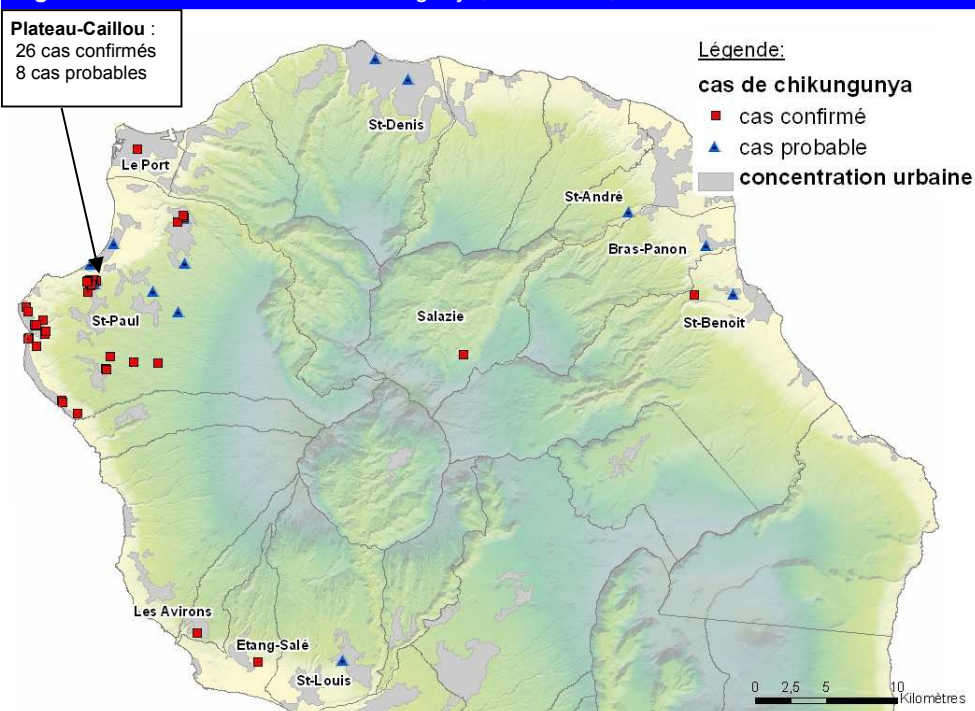 Plateau-Caillou :
26 cas confirmés
8 cas probables
Légende:
cas de chikungunya
cas confirmé
cas probable
concentration urbaine
St-Denis
Le Port
St-André
Bras-Panon
St-Paul
Salazie
St-Benoit
Les Avirons
Etang-Salé
St-Louis
0 2,5 5 10
Kilomètres